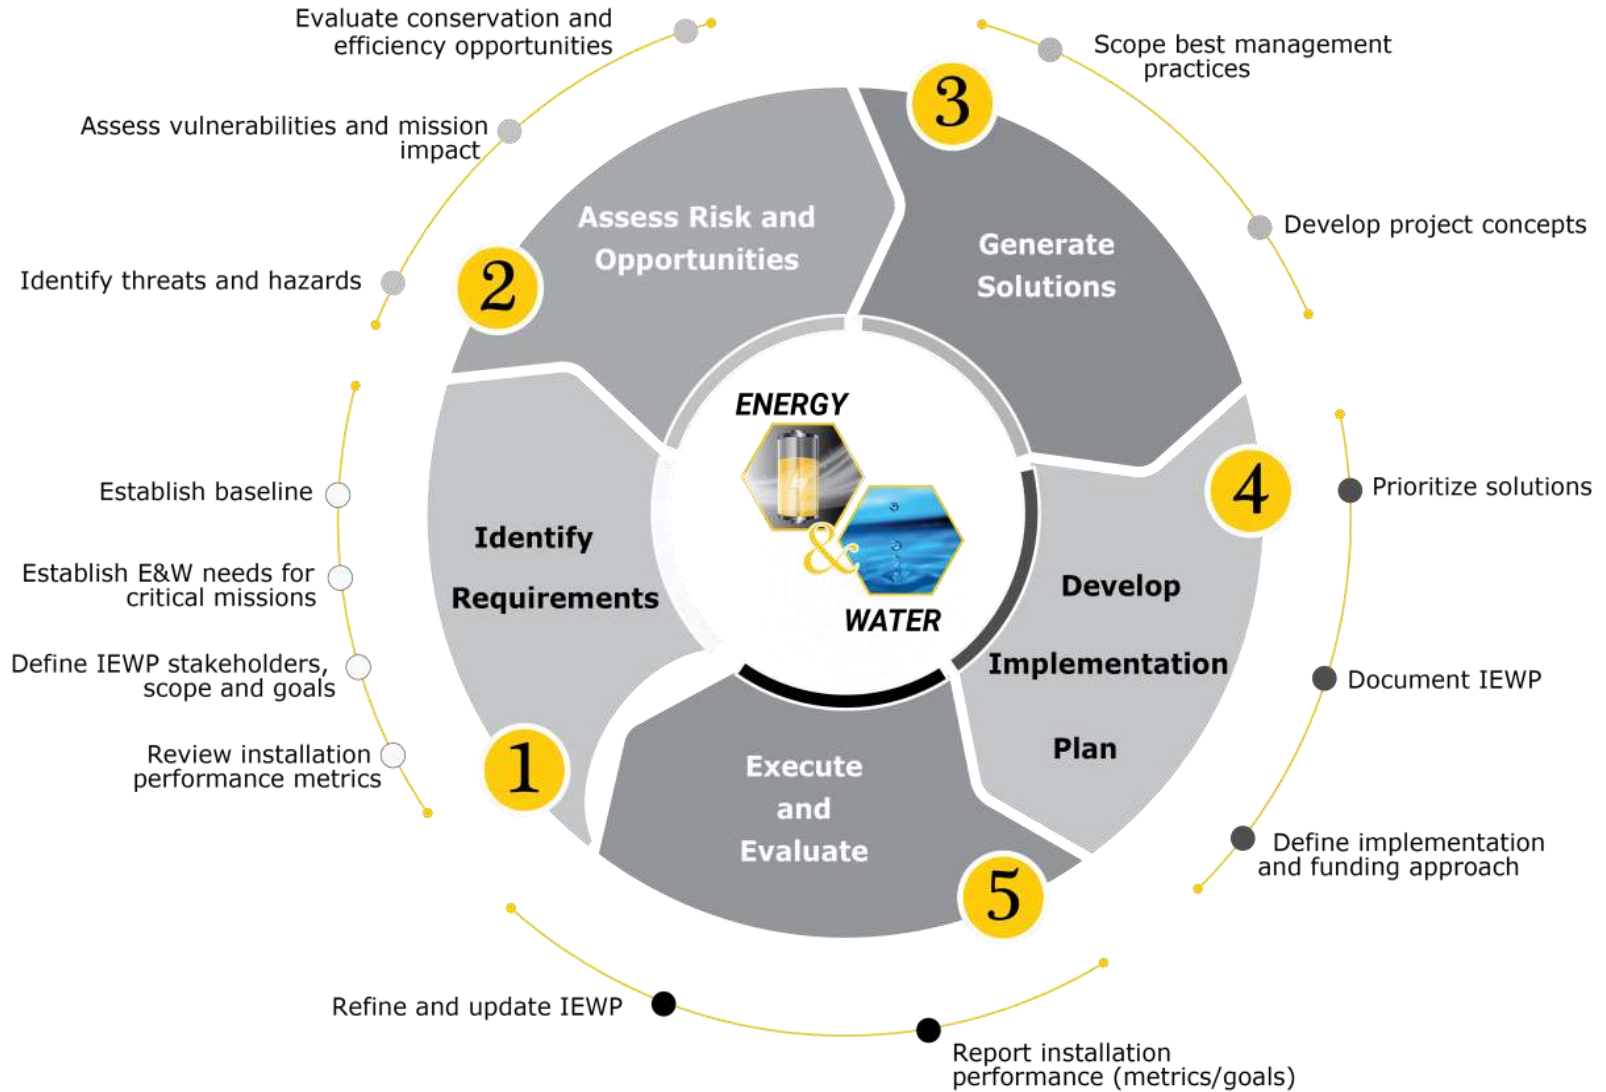 Evaluate conservation and
efficiency opportunities
Assess vulnerabilities and mission
impact
Identify threats and hazards
2
Assess Risk and
Opportunities
3
Generate
Solutions
Scope best management
practices
Develop project concepts
Establish baseline
Establish E&W needs for
critical missions
Define IEWP stakeholders,
scope and goals
Review installation
performance metrics
1
Identify
Requirements
ENERGY
&
WATER
4
Develop
Implementation
Plan
Prioritize solutions
Document IEWP
Define implementation
and funding approach
Execute
and
Evaluate
5
Refine and update IEWP
Report installation
performance (metrics/goals)